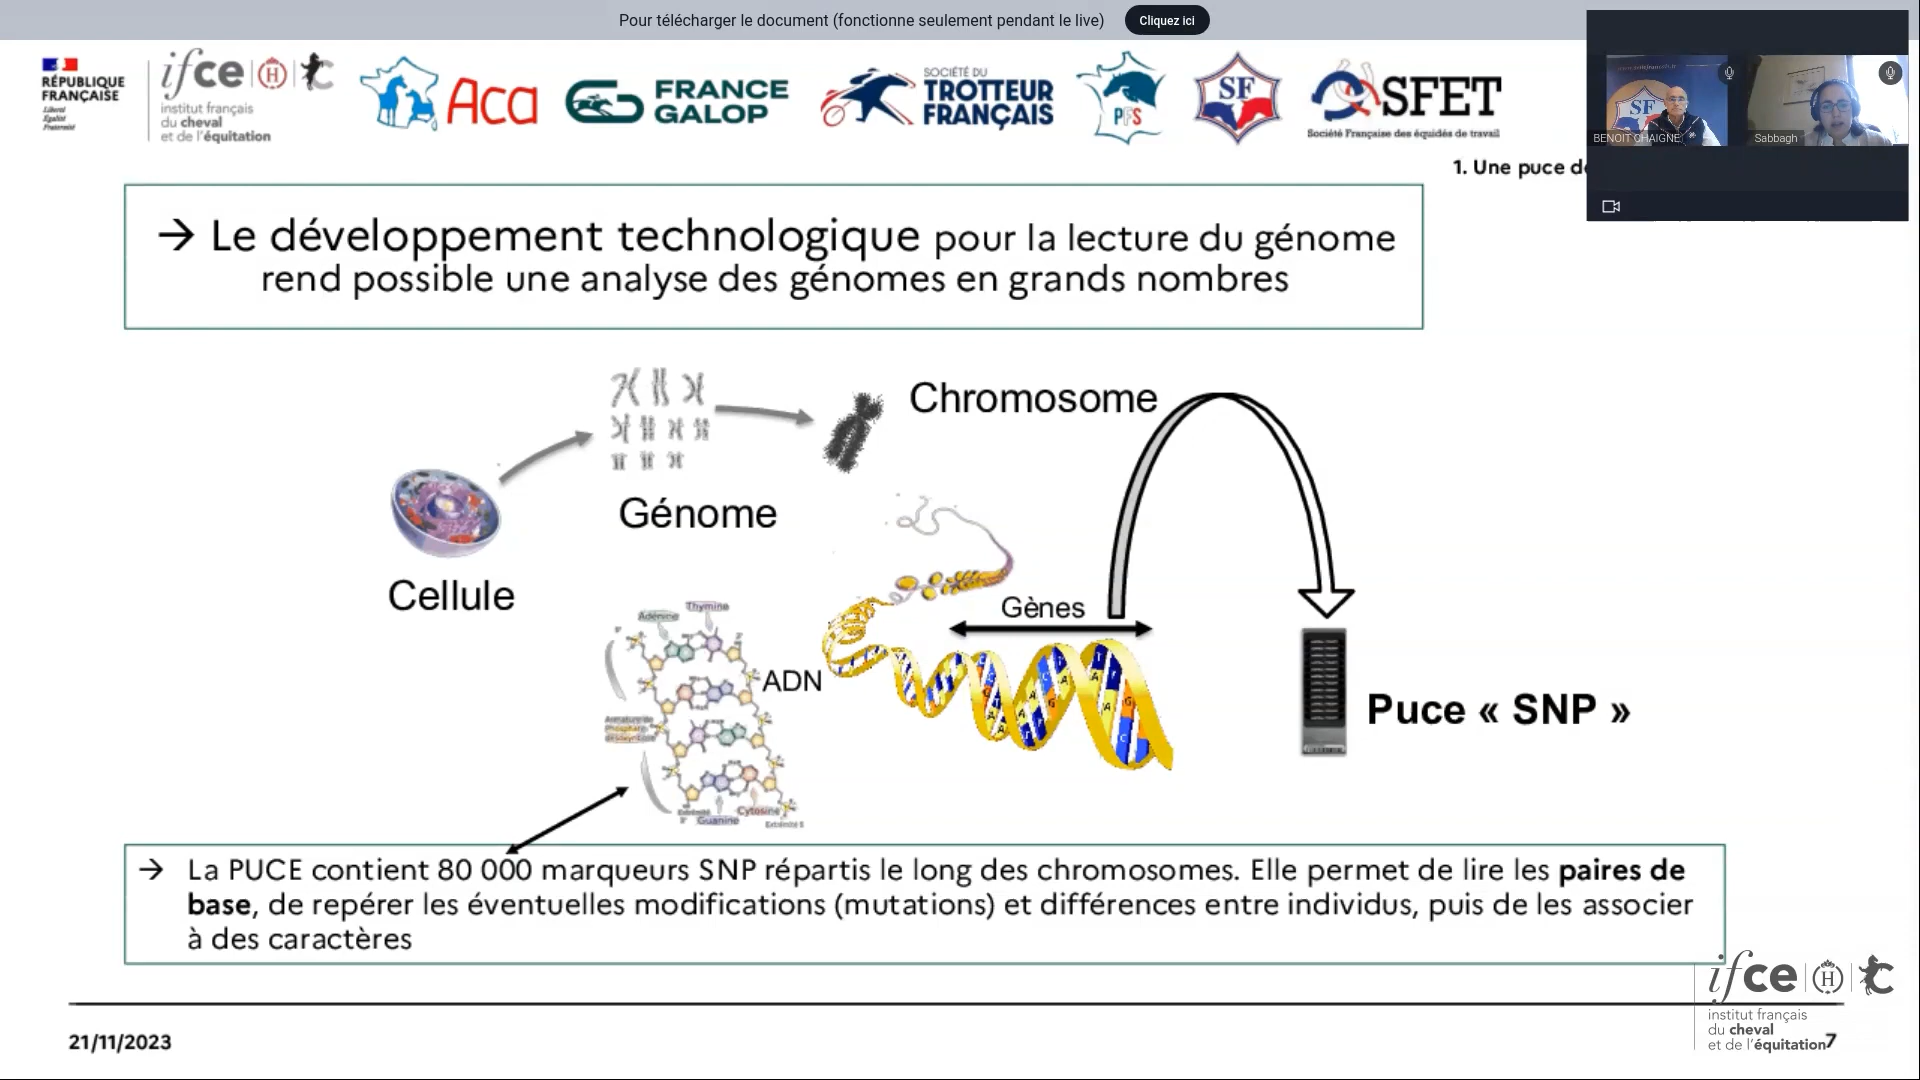 Pour télécharger le document (fonctionne seulement pendant le live)
Cliquez ici
RÉPUBLIQUE
FRANÇAISE
Liberté
Égalité
Fraternité
ifce
institut français
du cheval
et de l'équitation
Aca
FRANCE
GALOP
SOCIÉTÉ DU
TROTTEUR
FRANÇAIS
PFS
SF
SFET
Société Française des équidés de travail
BENOIT CHAIGNE
Sabbagh
1. Une puce
→ Le développement technologique pour la lecture du génome
rend possible une analyse des génomes en grands nombres
Chromosome
Génome
Cellule
Gènes
Thymine
Adénine
ADN
Puce « SNP »
Cytosine
Guanine
→ La PUCE contient 80 000 marqueurs SNP répartis le long des chromosomes. Elle permet de lire les paires de
base, de repérer les éventuelles modifications (mutations) et différences entre individus, puis de les associer
à des caractères
ifce
institut français
du cheval
et de l'équitation
21/11/2023
7